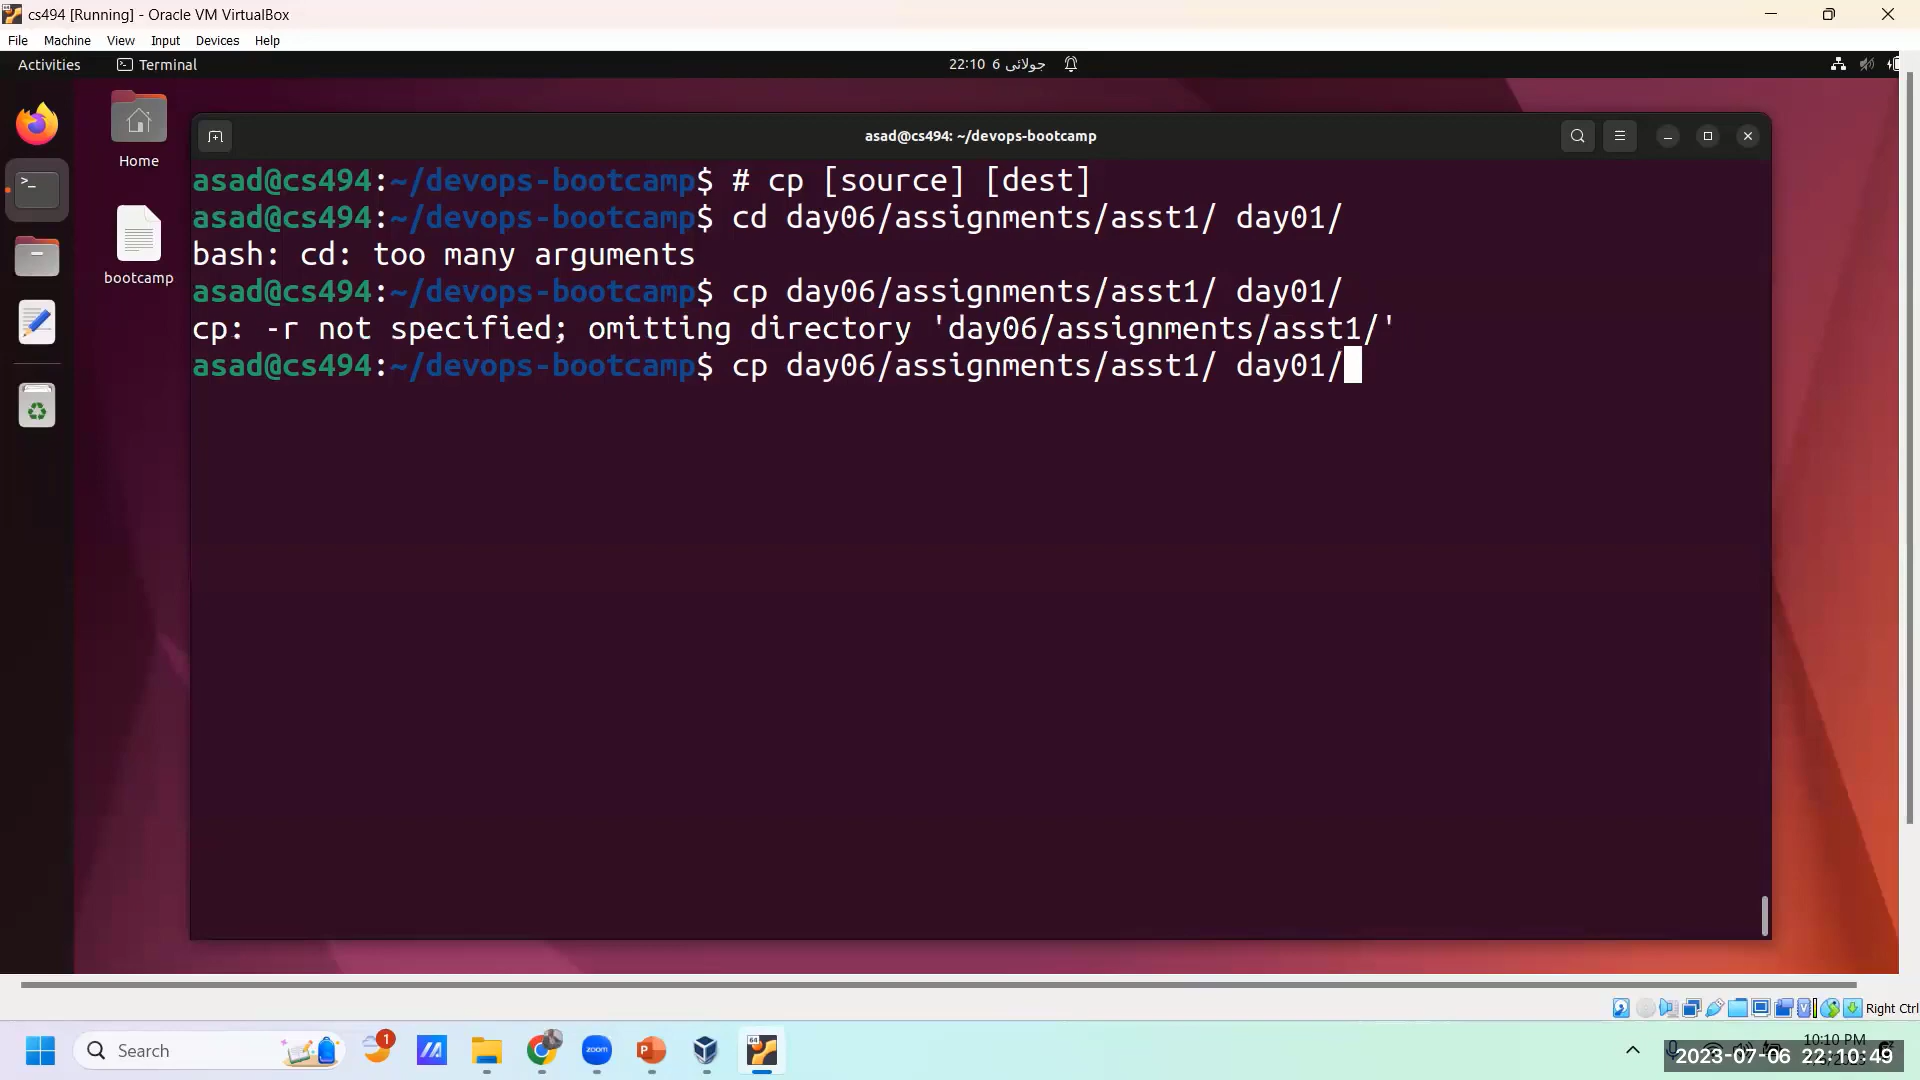 cs494 [Running] - Oracle VM VirtualBox
File Machine View Input Devices Help
Activities Terminal 22:10 6 جولائی
Home
bootcamp
asad@cs494: ~/devops-bootcamp
asad@cs494:~/devops-bootcamp$ # cp [source] [dest]
asad@cs494:~/devops-bootcamp$ cd day06/assignments/asst1/ day01/
bash: cd: too many arguments
asad@cs494:~/devops-bootcamp$ cp day06/assignments/asst1/ day01/
cp: -r not specified; omitting directory 'day06/assignments/asst1/'
asad@cs494:~/devops-bootcamp$ cp day06/assignments/asst1/ day01/
Right Ctrl
Search
1
zoom
64
10:10 PM
2023-07-06 22:10:49